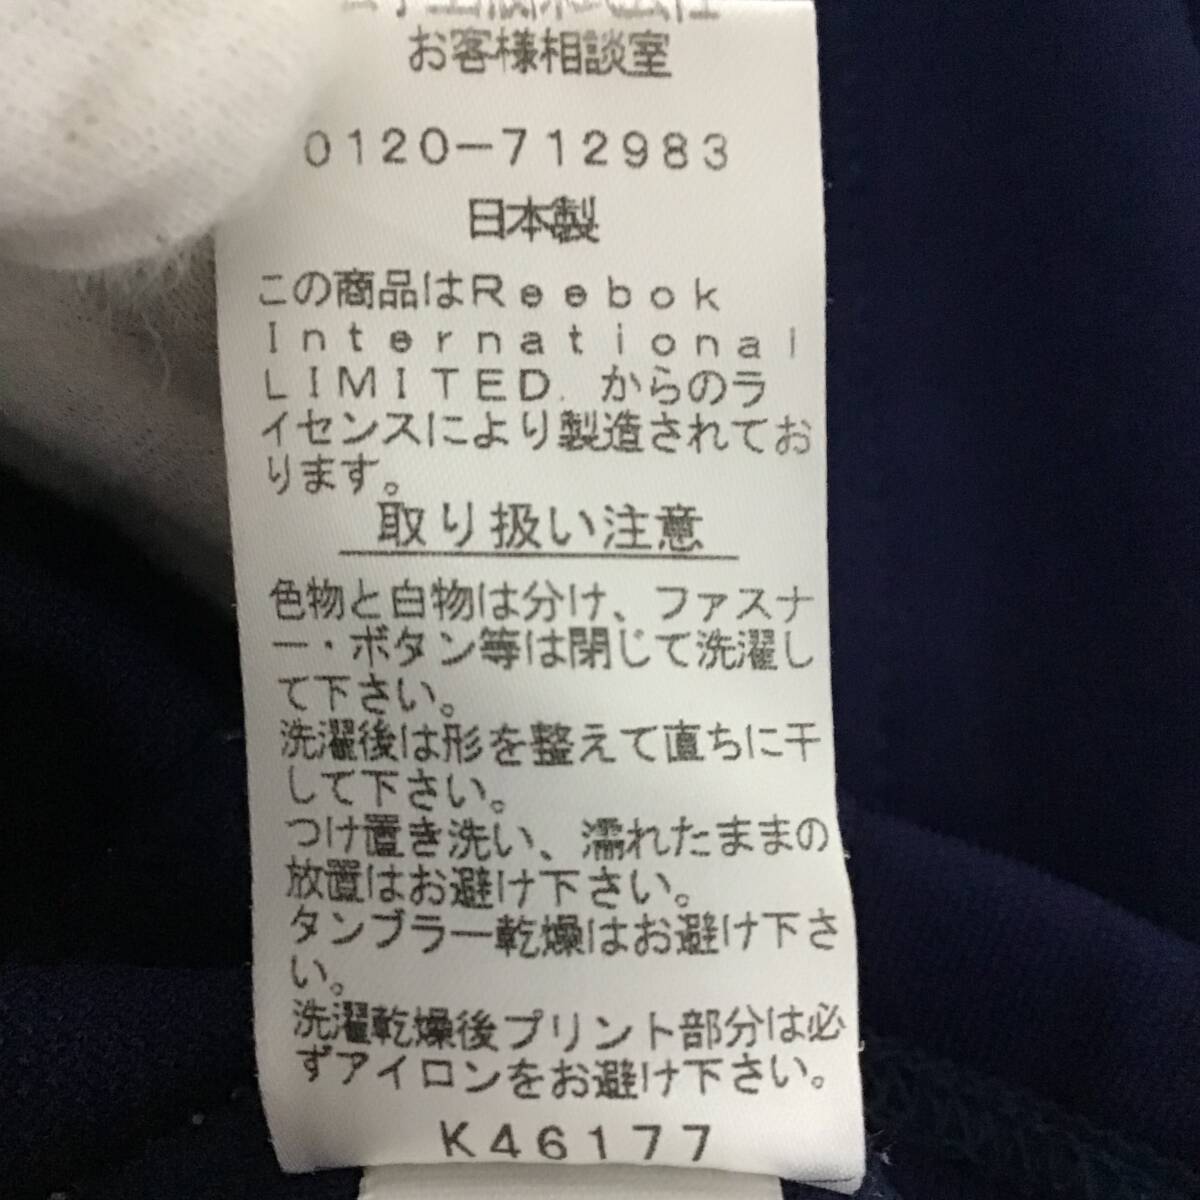 お客様相談室
0120-712983
日本製
この商品はReebok
International
LIMITED.からのラ
イセンスにより製造されてお
ります。
取り扱い注意
色物と白物は分け、ファスナ
ー・ボタン等は閉じて洗濯し
て下さい。
洗濯後は形を整えて直ちに干
して下さい。
つけ置き洗い、濡れたままの
放置はお避け下さい。
タンブラー乾燥はお避け下さ
い。
洗濯乾燥後プリント部分は必
ずアイロンをお避け下さい。
K46177